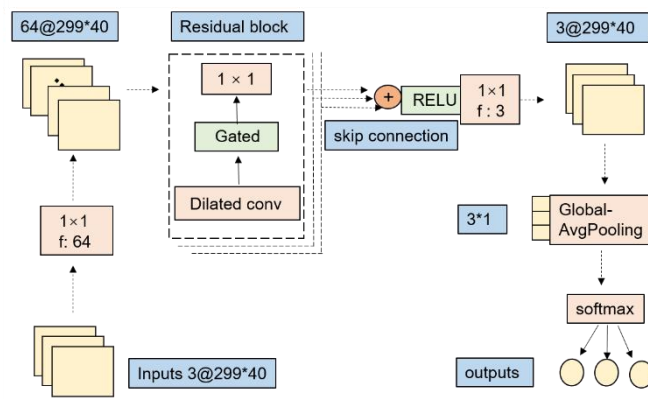 64@299*40
Residual block
3@299*40
1 × 1
Gated
Dilated conv
+
RELU
1×1
f : 3
skip connection
1×1
f: 64
3*1
Global-
AvgPooling
softmax
Inputs 3@299*40
outputs